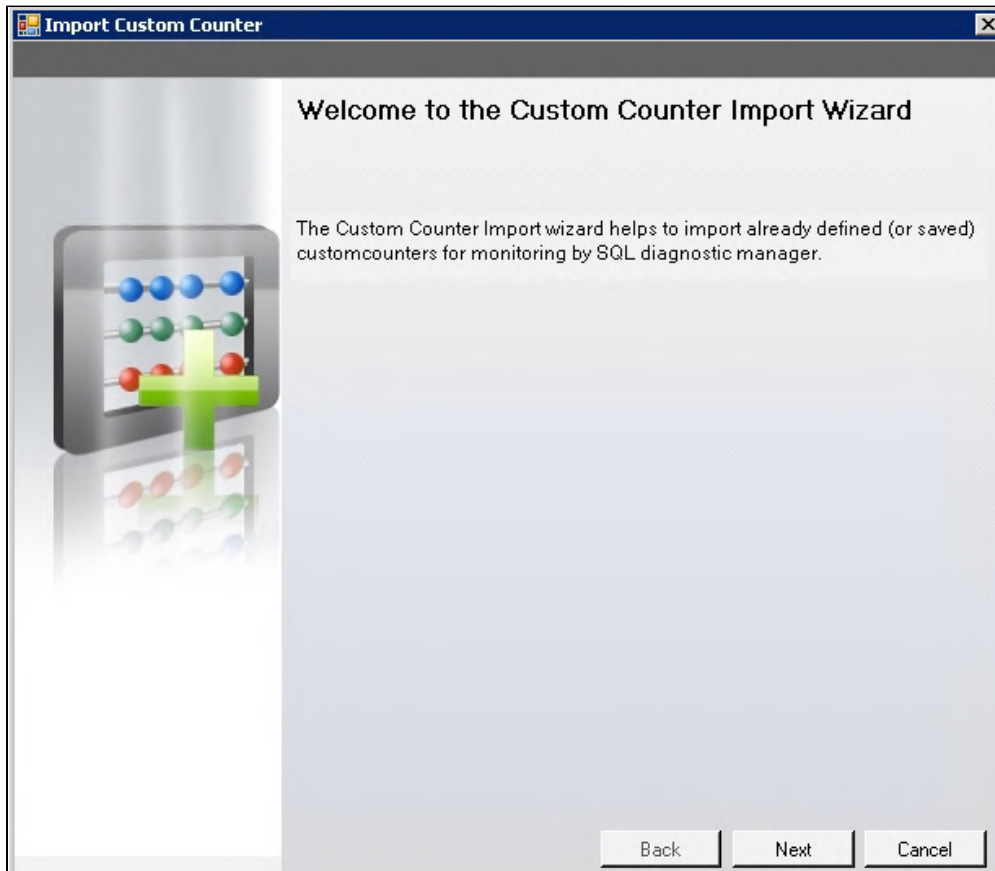 Import Custom Counter
Welcome to the Custom Counter Import Wizard
The Custom Counter Import wizard helps to import already defined (or saved)
customcounters for monitoring by SQL diagnostic manager.
Back
Next
Cancel